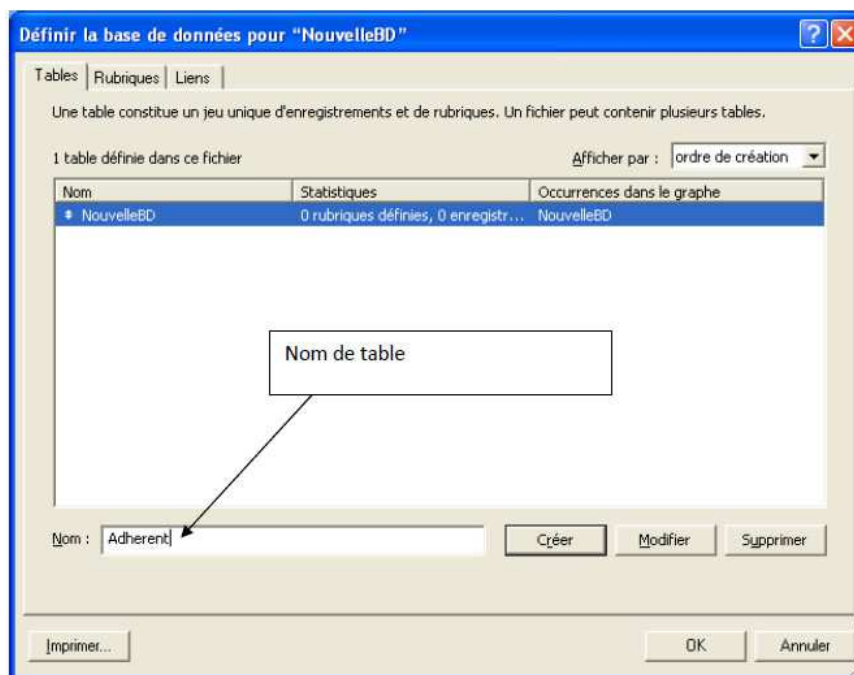 Définir la base de données pour “NouvelleBD”
Tables Rubriques Liens
Une table constitue un jeu unique d'enregistrements et de rubriques. Un fichier peut contenir plusieurs tables.
1 table définie dans ce fichier Afficher par : ordre de création
Nom Statistiques Occurrences dans le graphe
NouvelleBD 0 rubriques définies, 0 enregistr... NouvelleBD
Nom de table
Nom : Adherent Créer Modifier Supprimer
Imprimer... OK Annuler